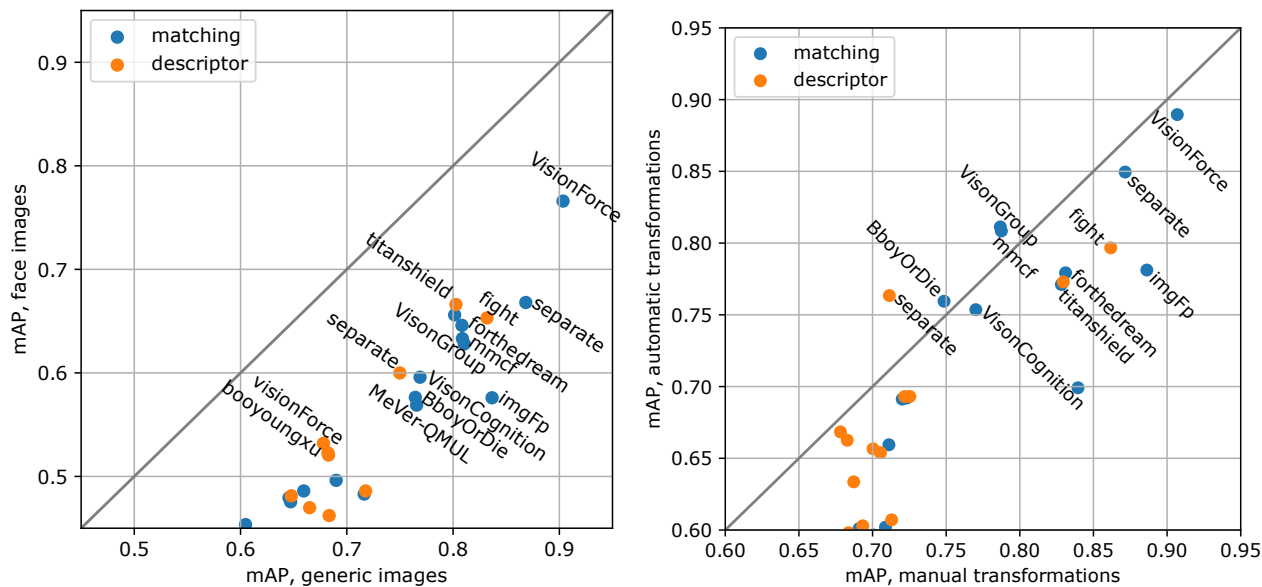 matching
descriptor
VisionForce
titanshield
fight
separate
VisonGroup
forthedream
mmcf
separate
VisonCognition
imgFp
BboyOrDie
MeVer-QMUL
visionForce
booyoungxu
0.9
0.8
0.7
0.6
0.5
0.5
0.6
0.7
0.8
0.9
mAP, face images
mAP, generic images
matching
descriptor
VisionForce
separate
VisonGroup
mmcf
fight
imgFp
BboyOrDie
forthedream
titanshield
separate
VisonCognition
0.95
0.90
0.85
0.80
0.75
0.70
0.65
0.60
0.60
0.65
0.70
0.75
0.80
0.85
0.90
0.95
mAP, automatic transformations
mAP, manual transformations